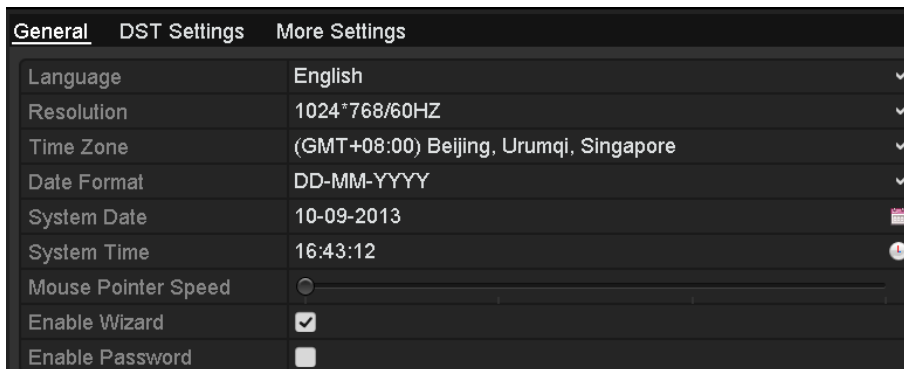 General DST Settings More Settings
Language English
Resolution 1024*768/60HZ
Time Zone (GMT+08:00) Beijing, Urumqi, Singapore
Date Format DD-MM-YYYY
System Date 10-09-2013
System Time 16:43:12
Mouse Pointer Speed
Enable Wizard
Enable Password